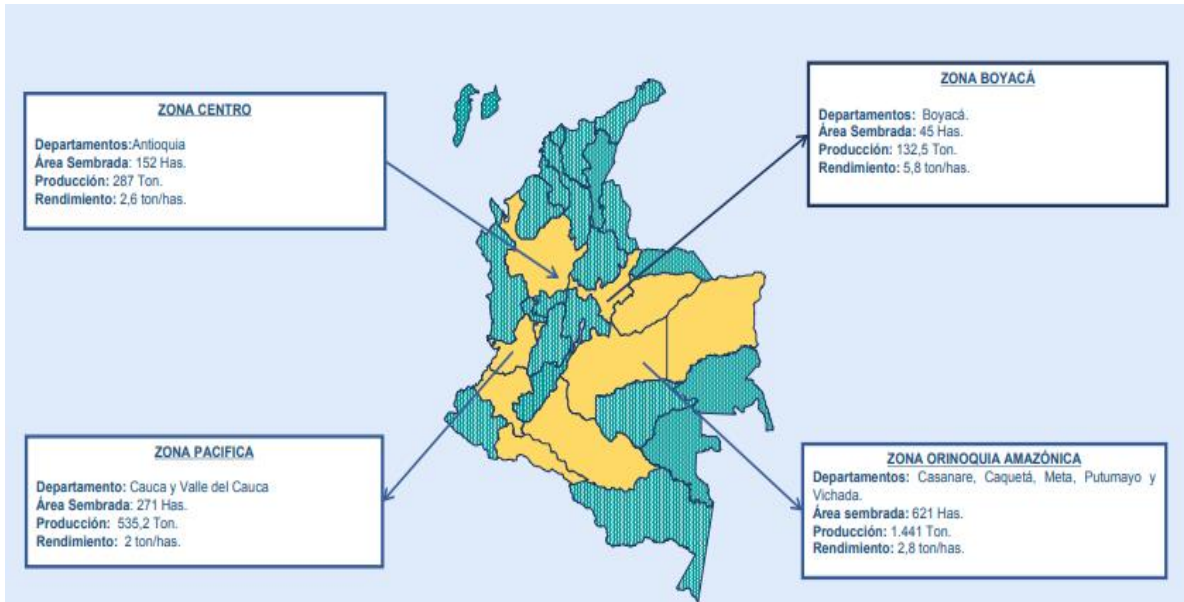 ZONA CENTRO
Departamentos:Antioquia
Área Sembrada: 152 Has.
Producción: 287 Ton.
Rendimiento: 2,6 ton/has.
ZONA BOYACÁ
Departamentos: Boyacá.
Área Sembrada: 45 Has.
Producción: 132,5 Ton.
Rendimiento: 5,8 ton/has.
ZONA PACIFICA
Departamento: Cauca y Valle del Cauca
Área Sembrada: 271 Has.
Producción: 535,2 Ton.
Rendimiento: 2 ton/has.
ZONA ORINOQUIA AMAZÓNICA
Departamentos: Casanare, Caquetá, Meta, Putumayo y
Vichada.
Área sembrada: 621 Has.
Producción: 1.441 Ton.
Rendimiento: 2,8 ton/has.